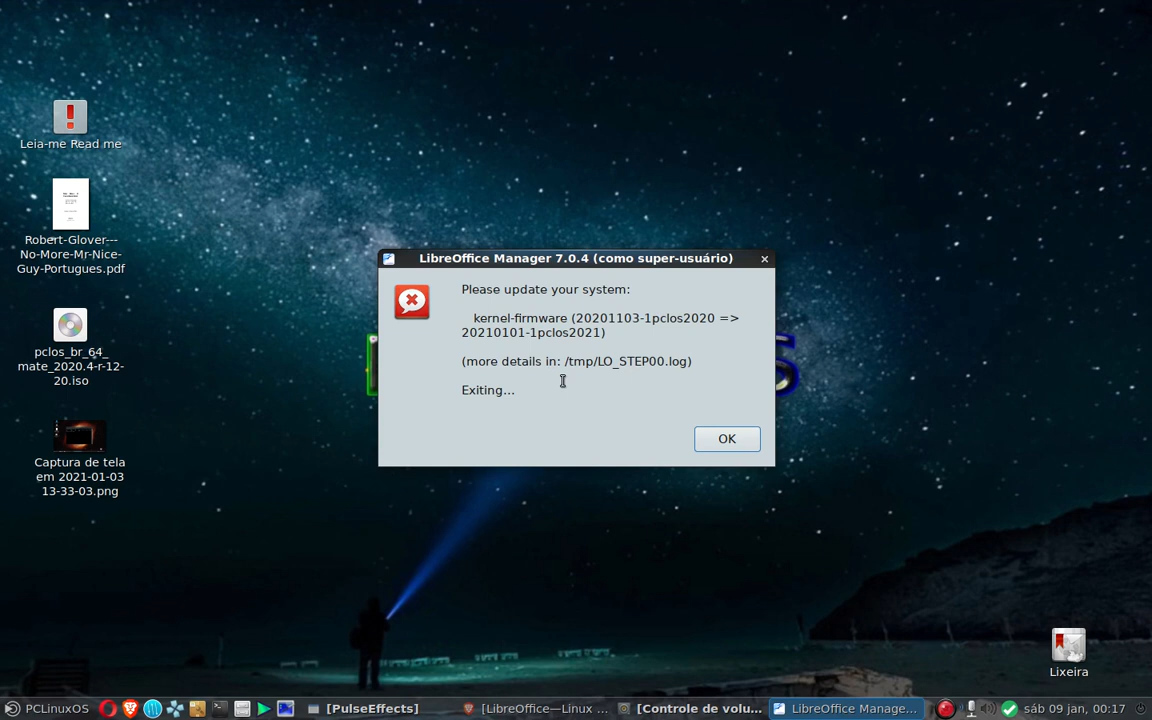 Leia-me Read me
Robert-Glover---
No-More-Mr-Nice-
Guy-Portugues.pdf
pclos_br_64_
mate_2020.4-r-12-
20.iso
Captura de tela
em 2021-01-03
13-33-03.png
LibreOffice Manager 7.0.4 (como super-usuário)
Please update your system:
kernel-firmware (20201103-1pclos2020 =>
20210101-1pclos2021)
(more details in: /tmp/LO_STEP00.log)
Exiting...
OK
Lixeira
PCLinuxOS
[PulseEffects]
[LibreOffice—Linux ...
[Controle de volu...
LibreOffice Manage...
sáb 09 jan, 00:17